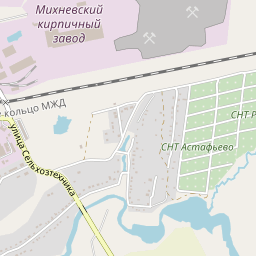 Михневский
кирпичный
завод
кольцо МЖД
улица Сельхозтехника
СНТ Р
СНТ Астафьево